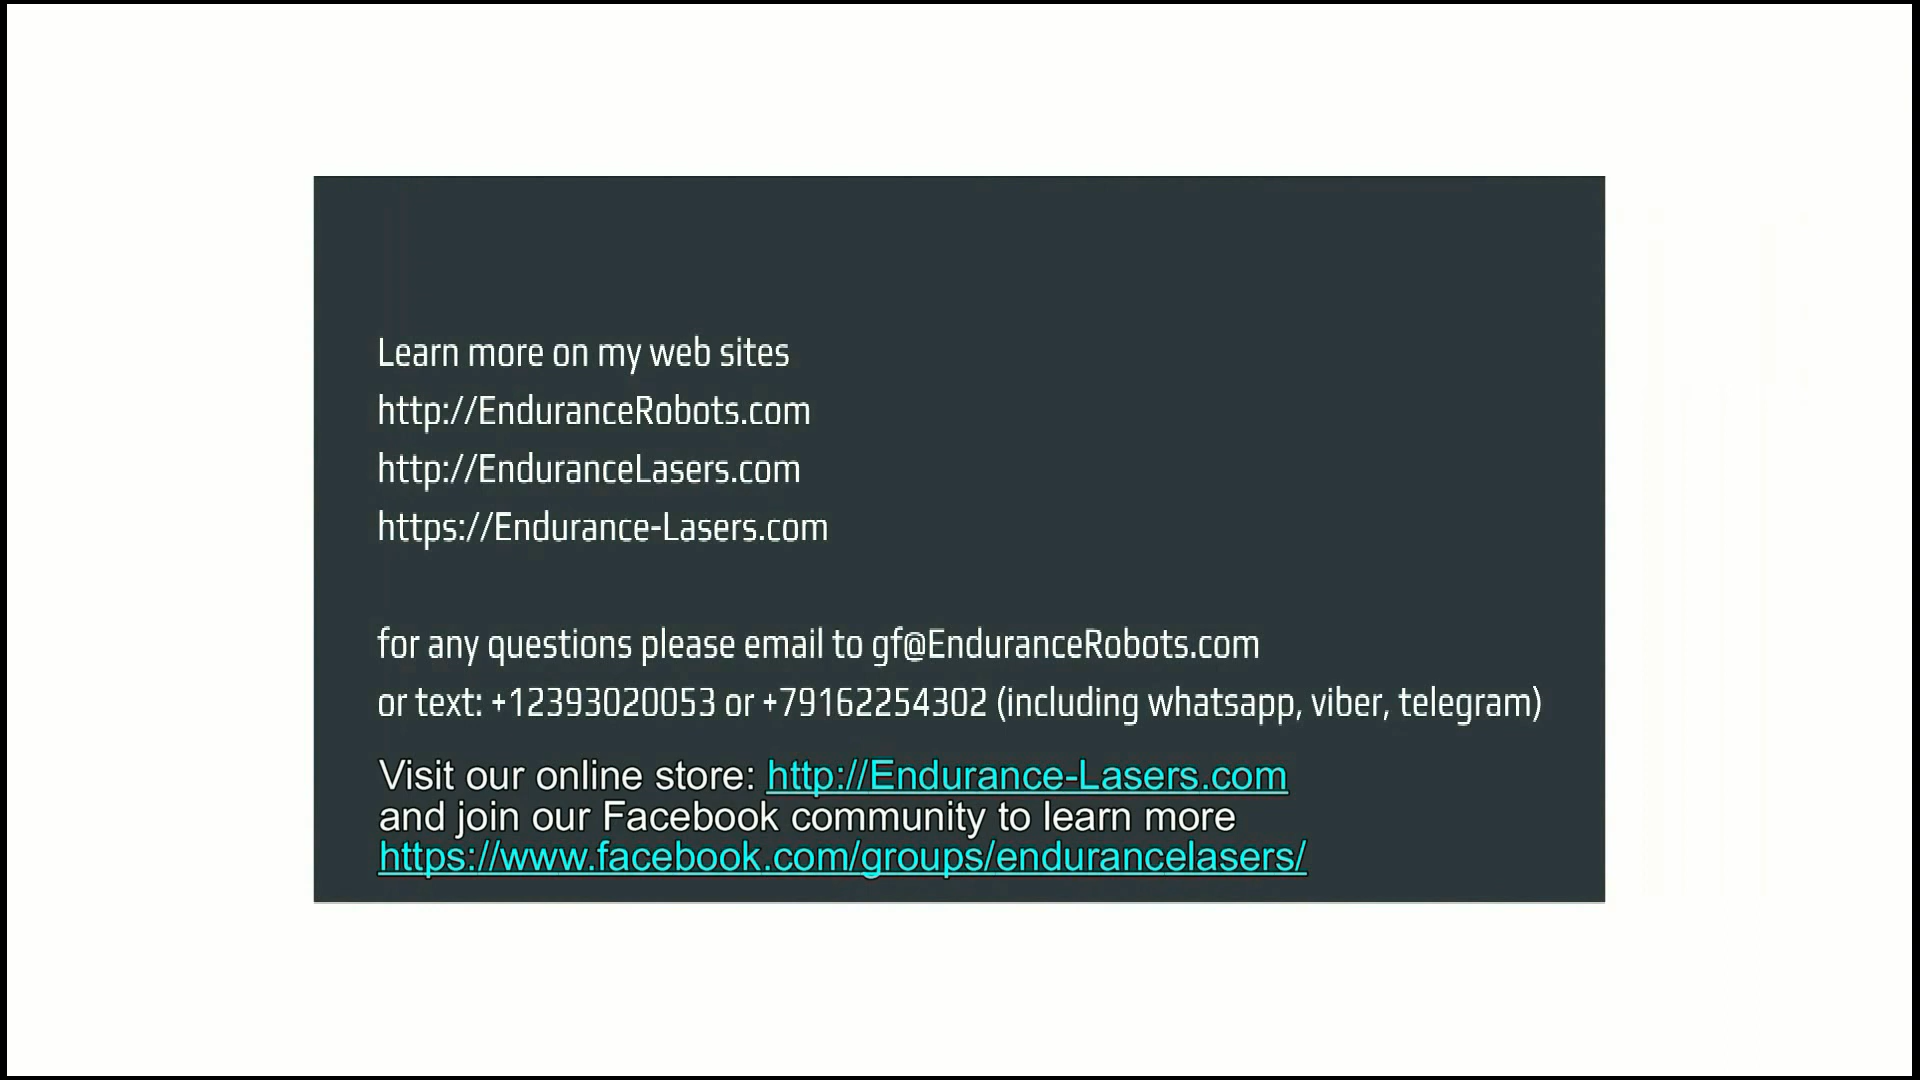 Learn more on my web sites
http://EnduranceRobots.com
http://EnduranceLasers.com
https://Endurance-Lasers.com
for any questions please email to gf@EnduranceRobots.com
or text: +12393020053 or +79162254302 (including whatsapp, viber, telegram)
Visit our online store: http://Endurance-Lasers.com
and join our Facebook community to learn more
https://www.facebook.com/groups/endurancelasers/